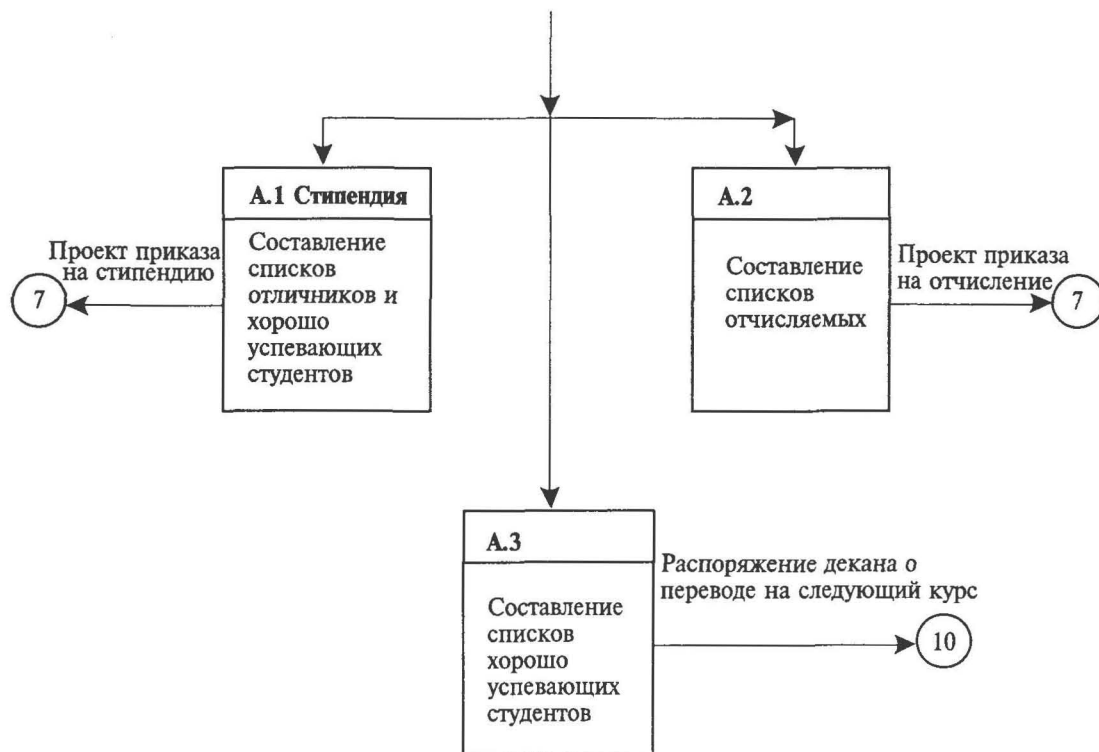 А.1 Стипендия
Составление
списков
отличников и
хорошо
успевающих
студентов
Проект приказа
на стипендию
7
А.2
Составление
списков
отчисляемых
Проект приказа
на отчисление
7
А.3
Составление
списков
хорошо
успевающих
студентов
Распоряжение декана о
переводе на следующий курс
10